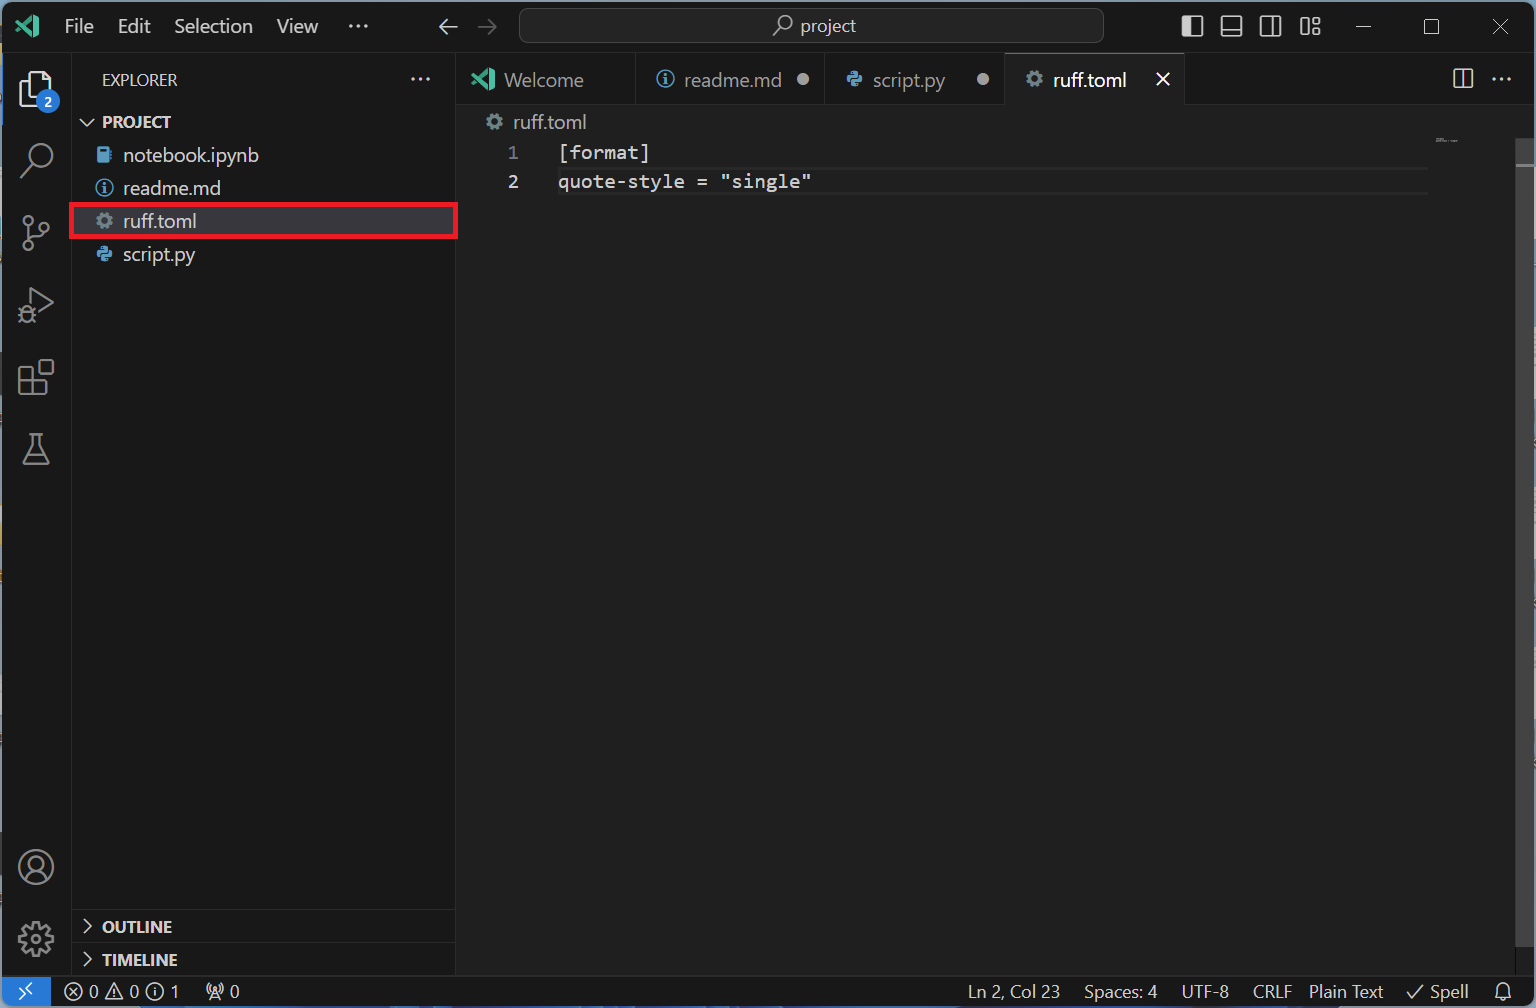 File Edit Selection View ··· project
EXPLORER ···
2
PROJECT
notebook.ipynb
readme.md
ruff.toml
script.py
OUTLINE
TIMELINE
Welcome readme.md script.py ruff.toml ···
ruff.toml
1 [format]
2 quote-style = "single"
0 0 1 0 Ln 2, Col 23 Spaces: 4 UTF-8 CRLF Plain Text Spell